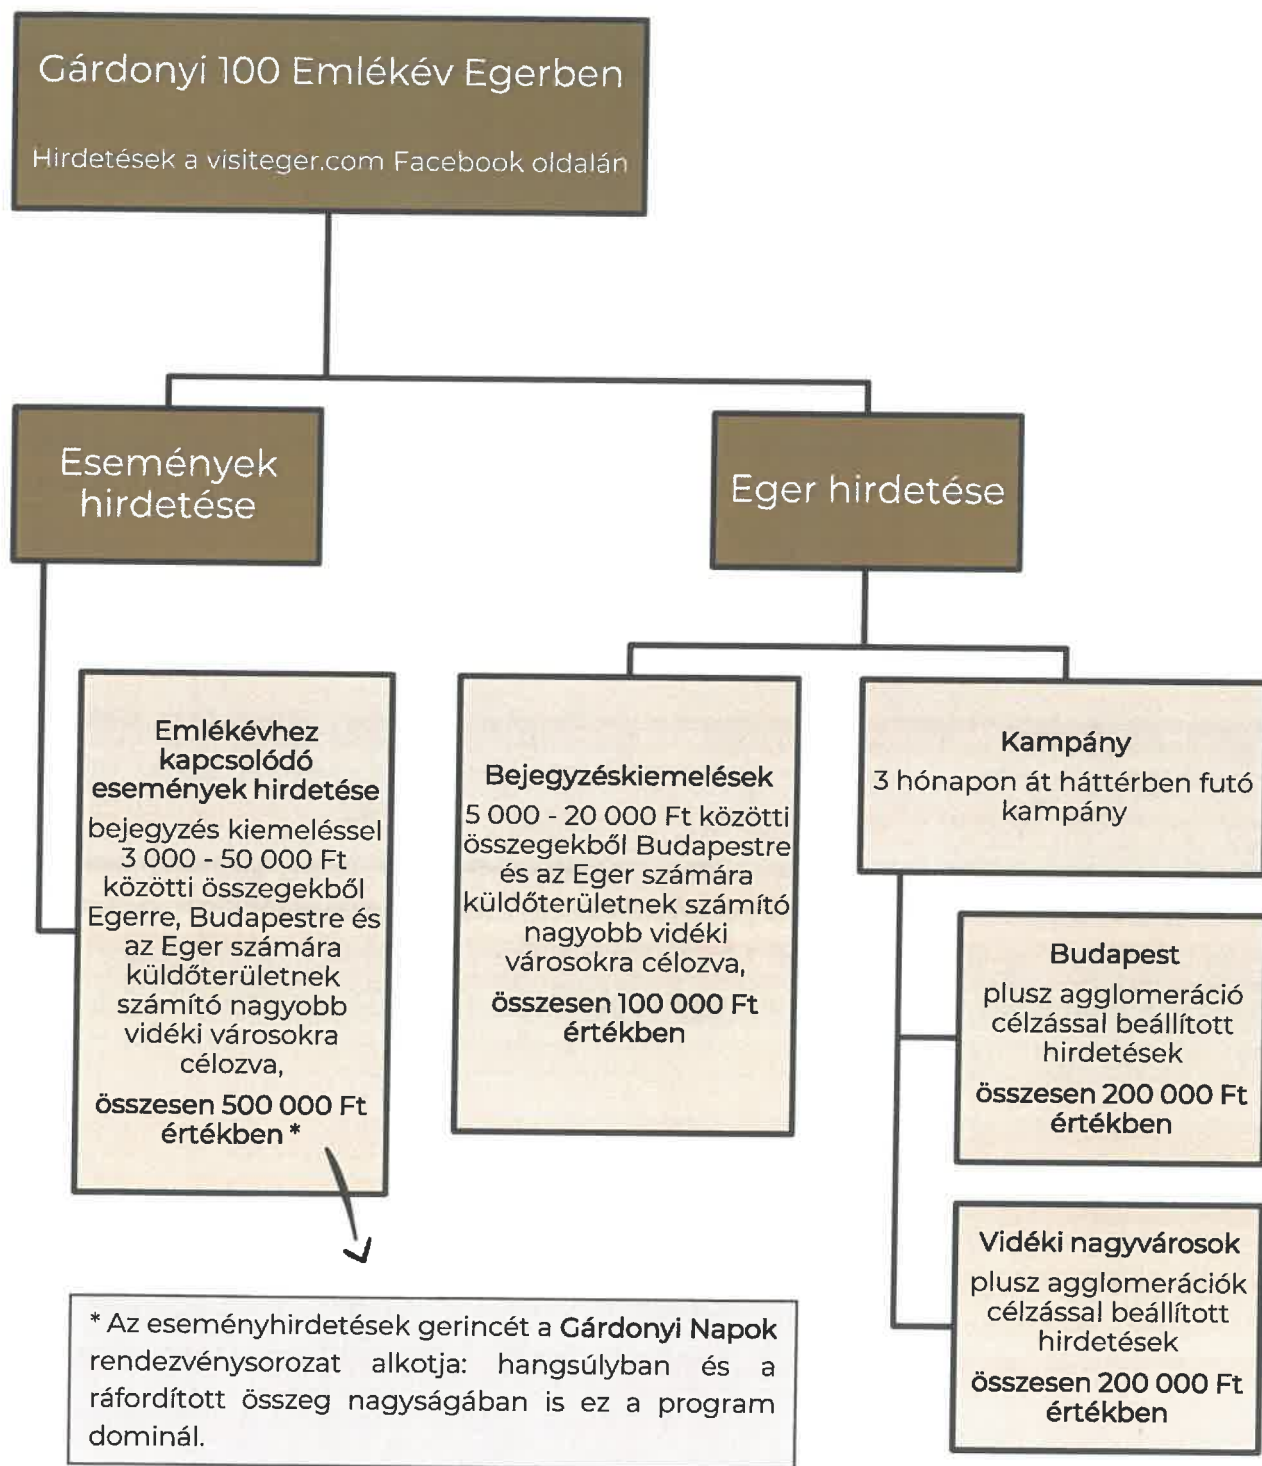 Gárdonyi 100 Emlékév Egerben
Hirdetések a visiteger.com Facebook oldalán
Események
hirdetése
Eger hirdetése
Emlékévhez
kapcsolódó
események hirdetése
bejegyzés kiemeléssel
3 000 - 50 000 Ft
közötti összegekből
Egerre, Budapestre és
az Eger számára
küldőterületnek
számító nagyobb
vidéki városokra
célozva,
összesen 500 000 Ft
értékben *
Bejegyzéskiemelések
5 000 - 20 000 Ft közötti
összegekből Budapestre
és az Eger számára
küldőterületnek számító
nagyobb vidéki
városokra célozva,
összesen 100 000 Ft
értékben
Kampány
3 hónapon át háttérben futó
kampány
Budapest
plusz agglomeráció
célzással beállított
hirdetések
összesen 200 000 Ft
értékben
Vidéki nagyvárosok
plusz agglomerációk
célzással beállított
hirdetések
összesen 200 000 Ft
értékben
* Az eseményhirdetések gerincét a Gárdonyi Napok
rendezvénysorozat alkotja: hangsúlyban és a
ráfordított összeg nagyságában is ez a program
dominál.